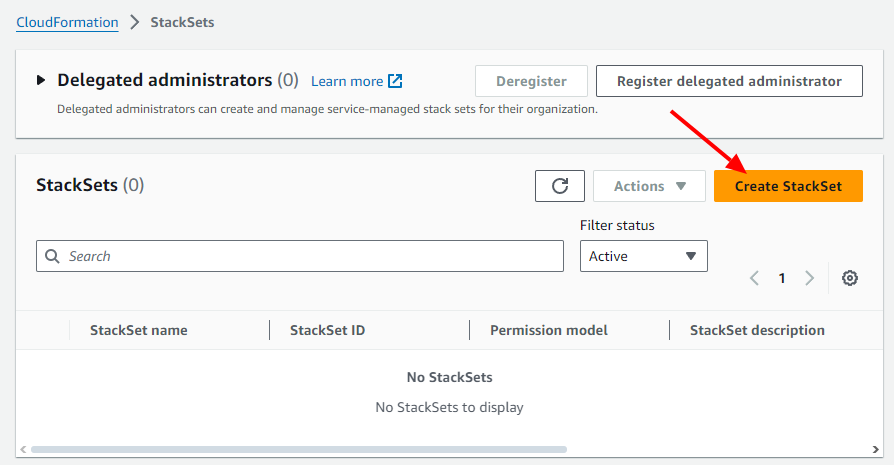 CloudFormation > StackSets
Delegated administrators (0) Learn more
Deregister
Register delegated administrator
Delegated administrators can create and manage service-managed stack sets for their organization.
StackSets (0)
Actions
Create StackSet
Filter status
Search
Active
1
StackSet name
StackSet ID
Permission model
StackSet description
No StackSets
No StackSets to display